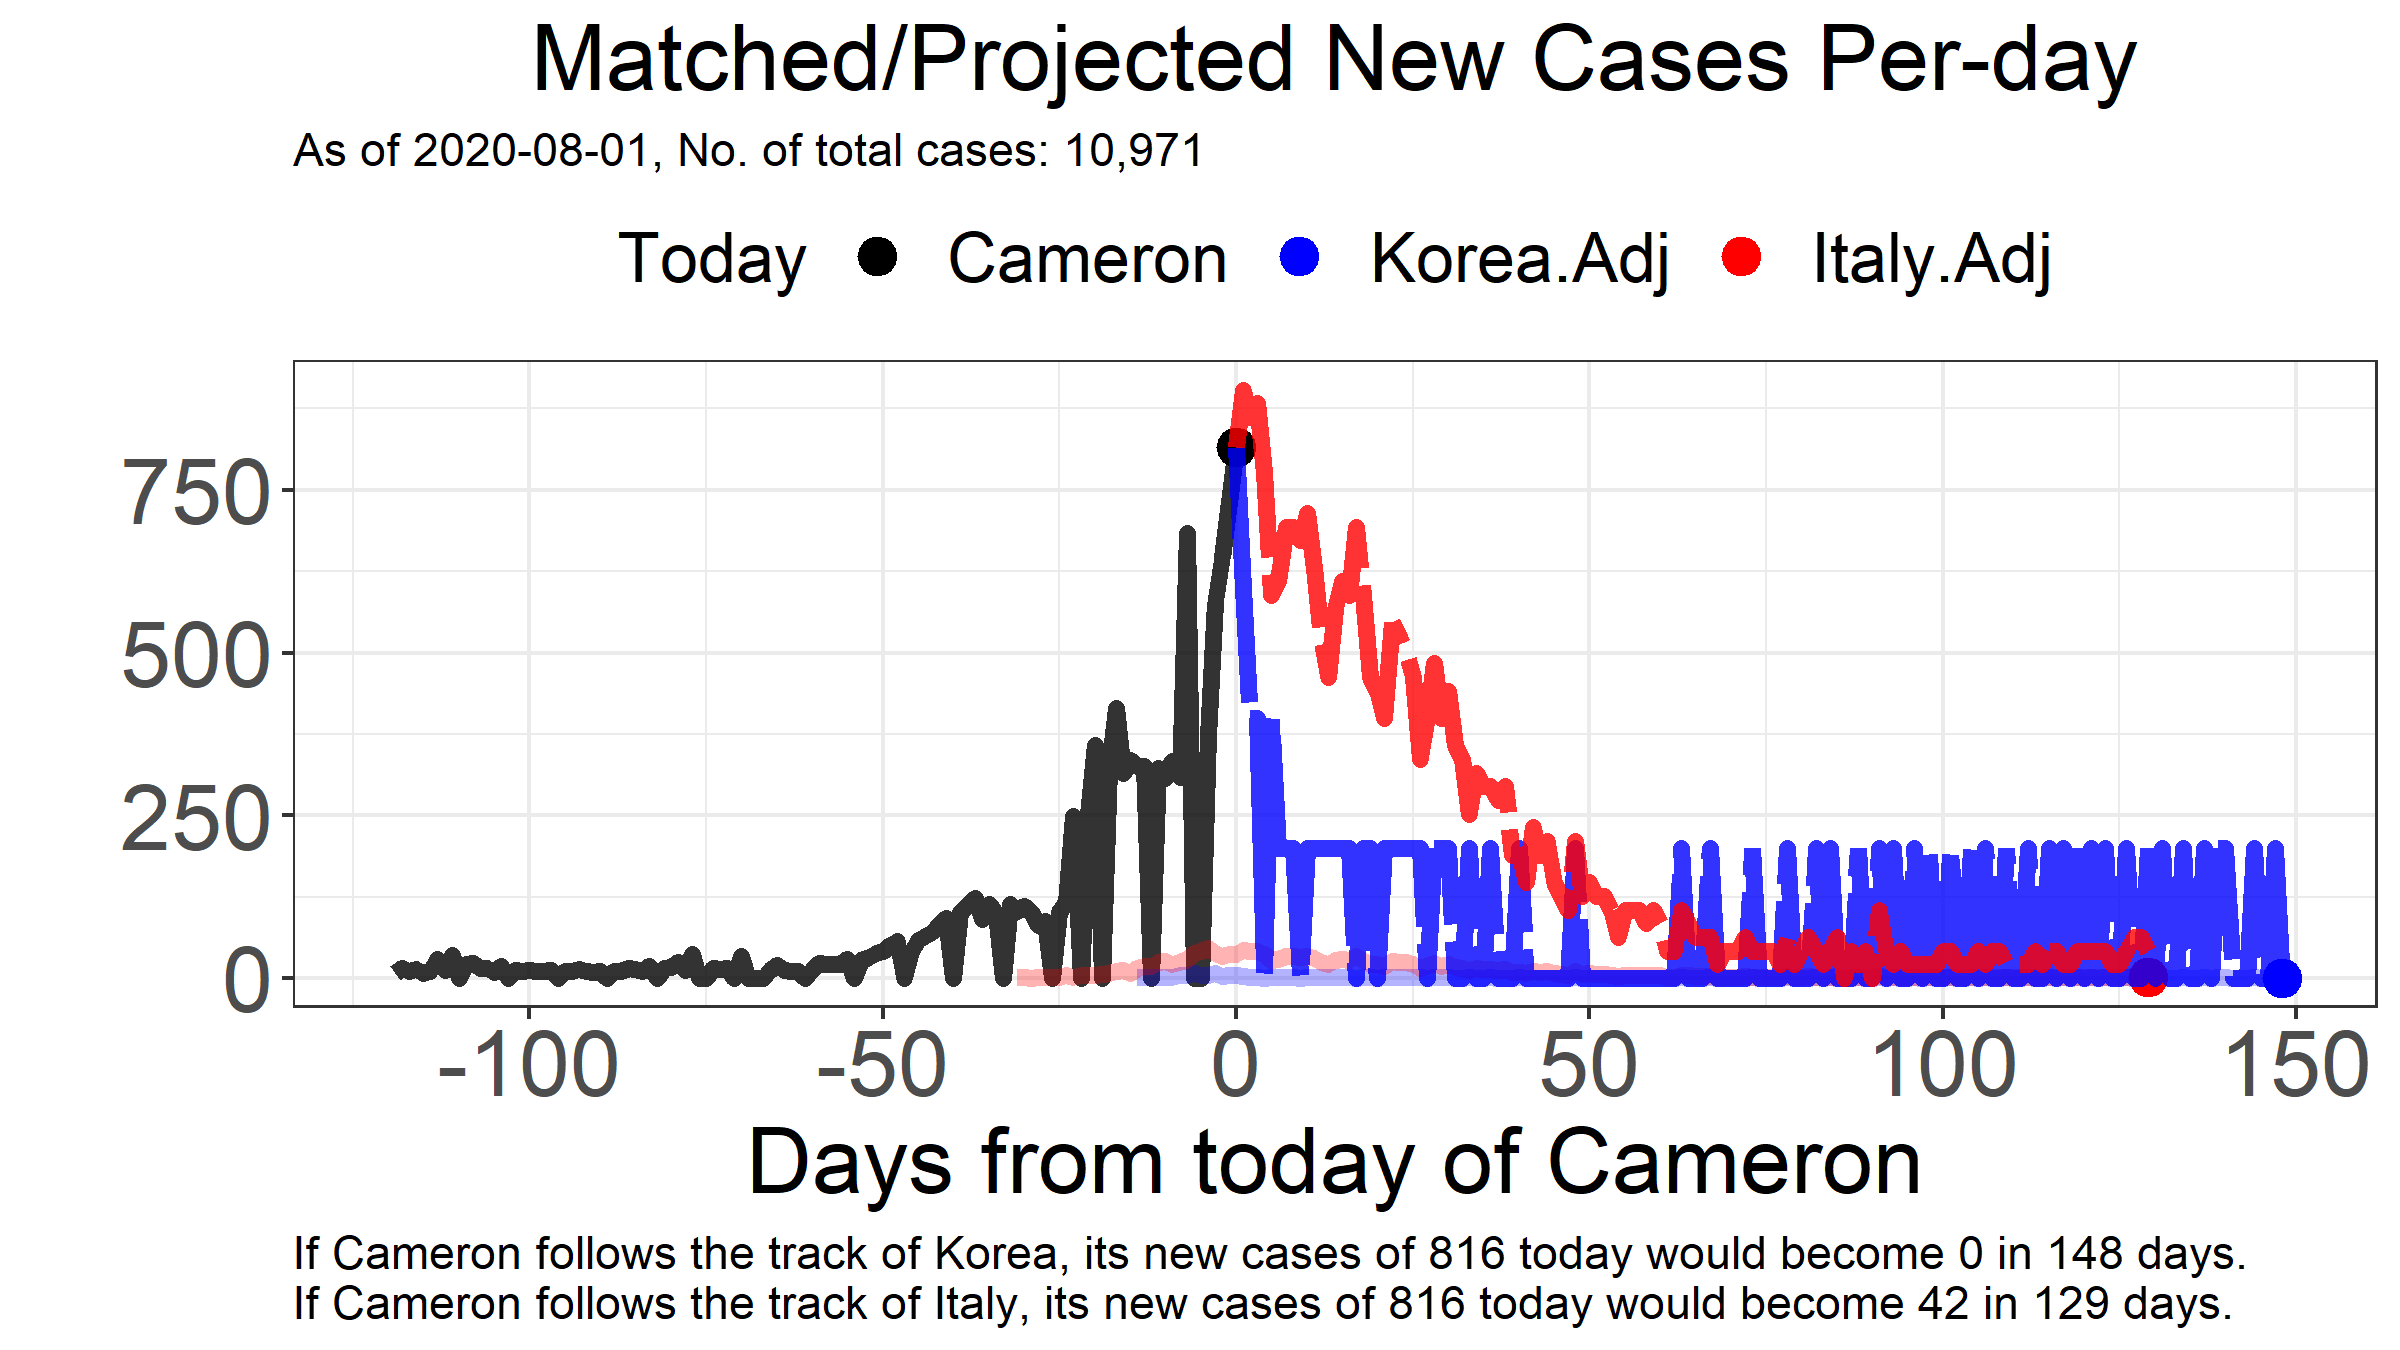 Matched/Projected New Cases Per-day
As of 2020-08-01, No. of total cases: 10,971
Today Cameron Korea.Adj Italy.Adj
750
500
250
0
-100 -50 0 50 100 150
Days from today of Cameron
If Cameron follows the track of Korea, its new cases of 816 today would become 0 in 148 days.
If Cameron follows the track of Italy, its new cases of 816 today would become 42 in 129 days.